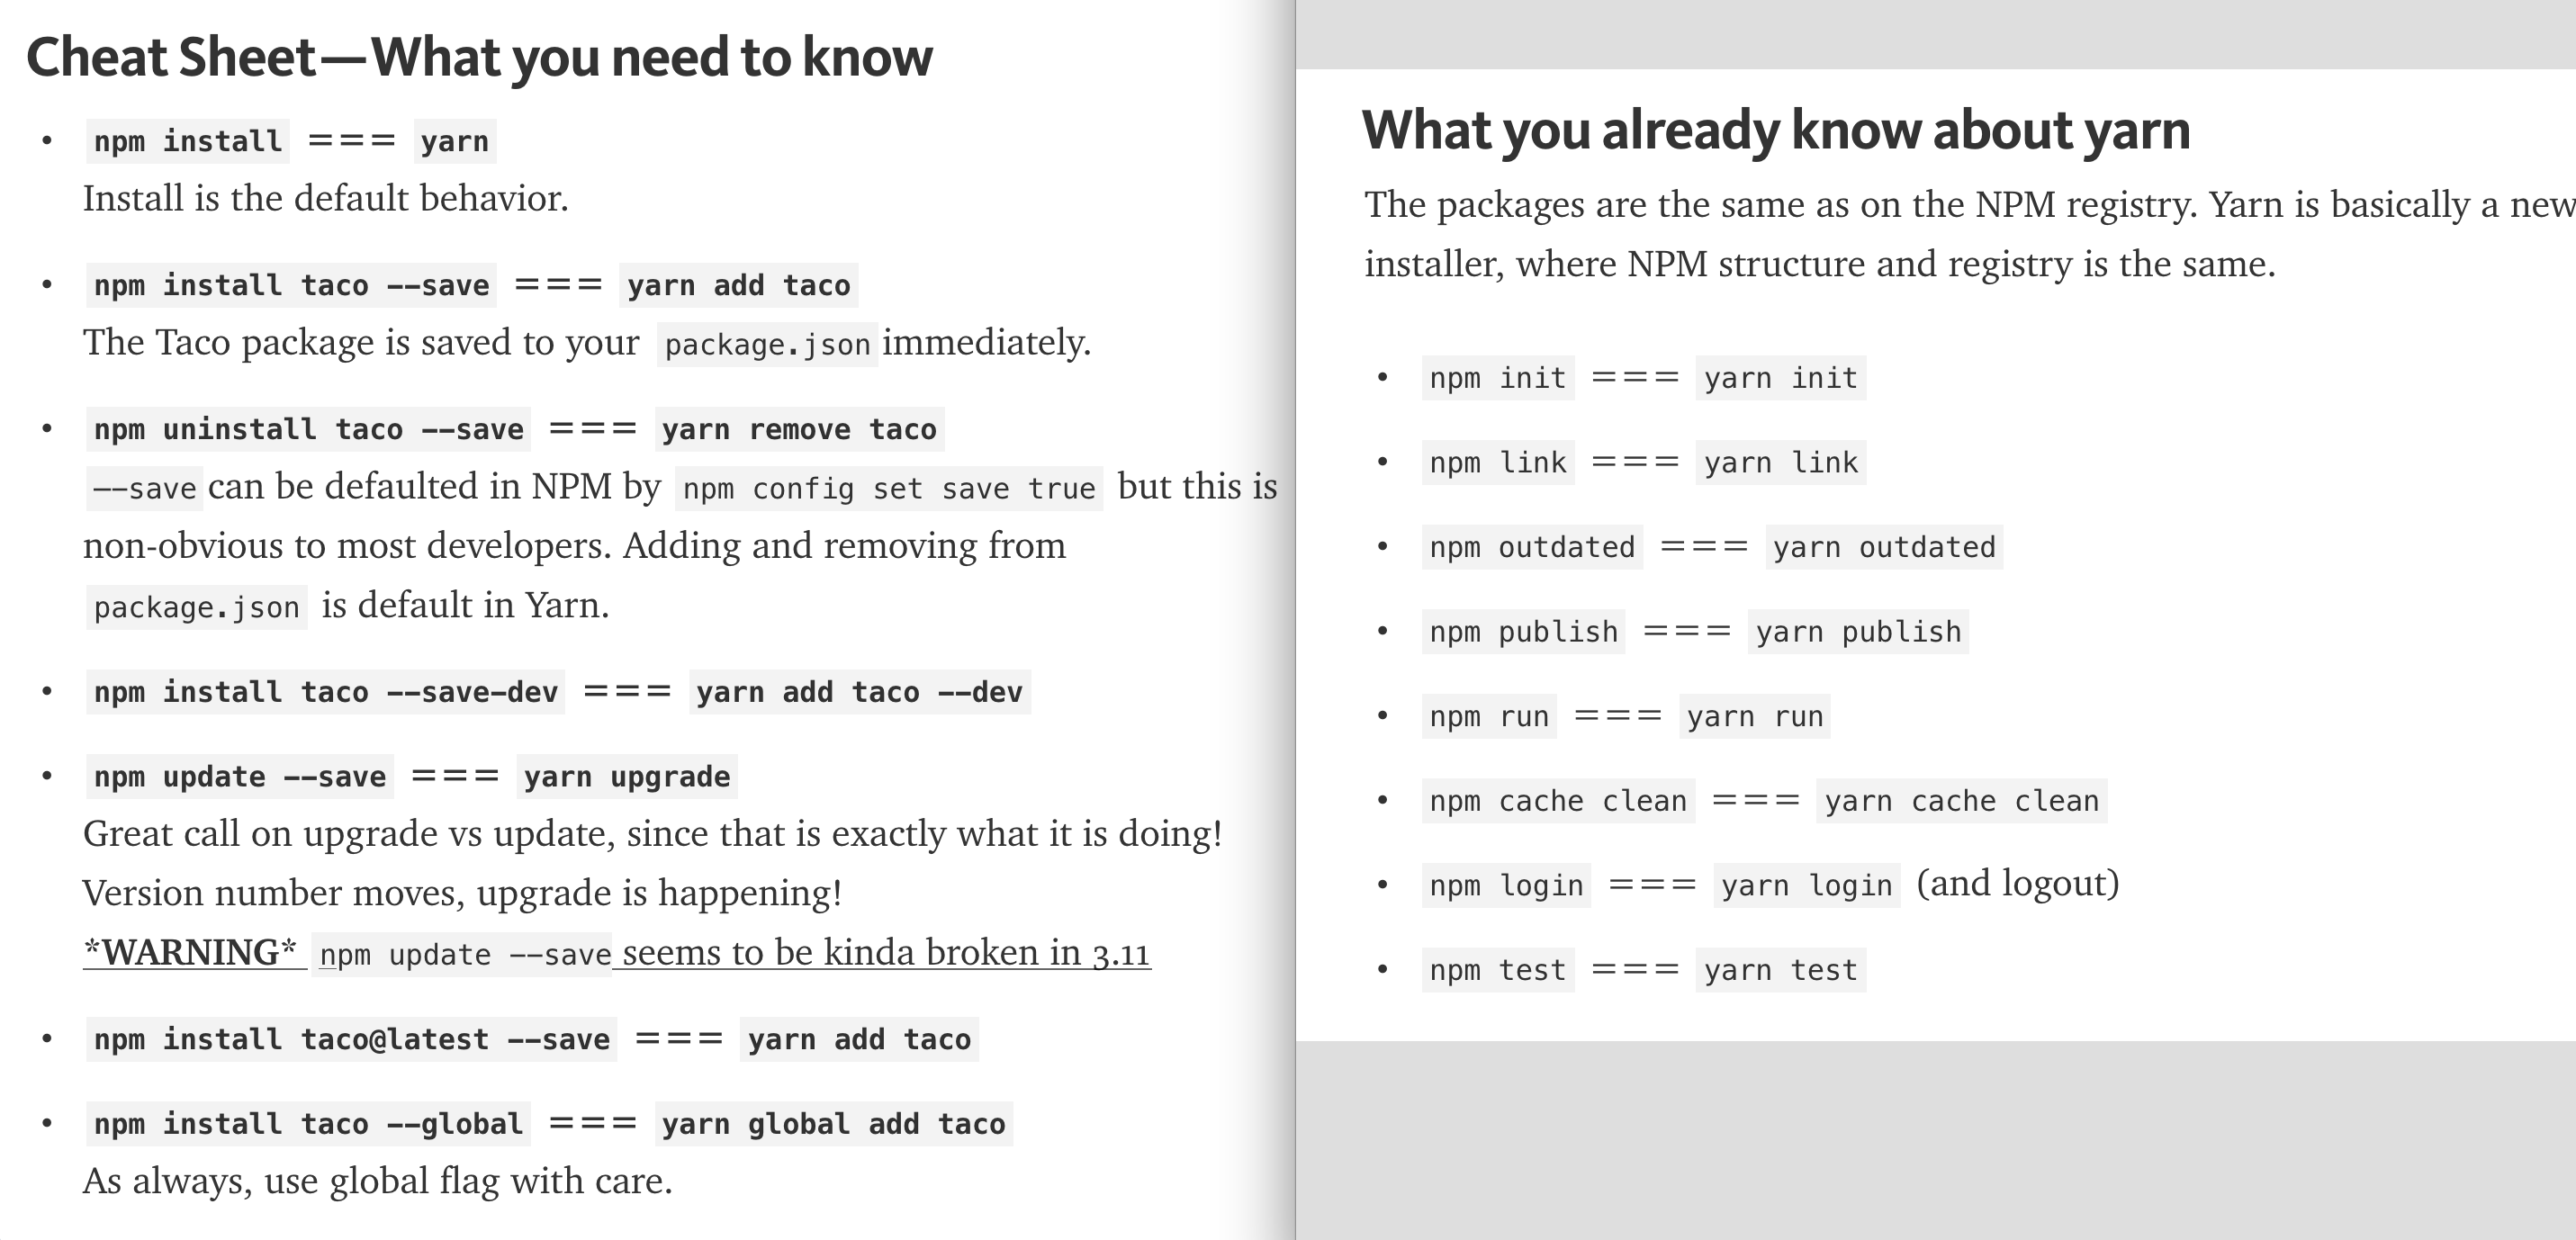 Cheat Sheet—What you need to know
• npm install === yarn
Install is the default behavior.
• npm install taco --save === yarn add taco
The Taco package is saved to your package.json immediately.
• npm uninstall taco --save === yarn remove taco
--save can be defaulted in NPM by npm config set save true but this is
non-obvious to most developers. Adding and removing from
package.json is default in Yarn.
• npm install taco --save-dev === yarn add taco --dev
• npm update --save === yarn upgrade
Great call on upgrade vs update, since that is exactly what it is doing!
Version number moves, upgrade is happening!
*WARNING* npm update --save seems to be kinda broken in 3.11
• npm install taco@latest --save === yarn add taco
• npm install taco --global === yarn global add taco
As always, use global flag with care.
What you already know about yarn
The packages are the same as on the NPM registry. Yarn is basically a new
installer, where NPM structure and registry is the same.
• npm init === yarn init
• npm link === yarn link
• npm outdated === yarn outdated
• npm publish === yarn publish
• npm run === yarn run
• npm cache clean === yarn cache clean
• npm login === yarn login (and logout)
• npm test === yarn test